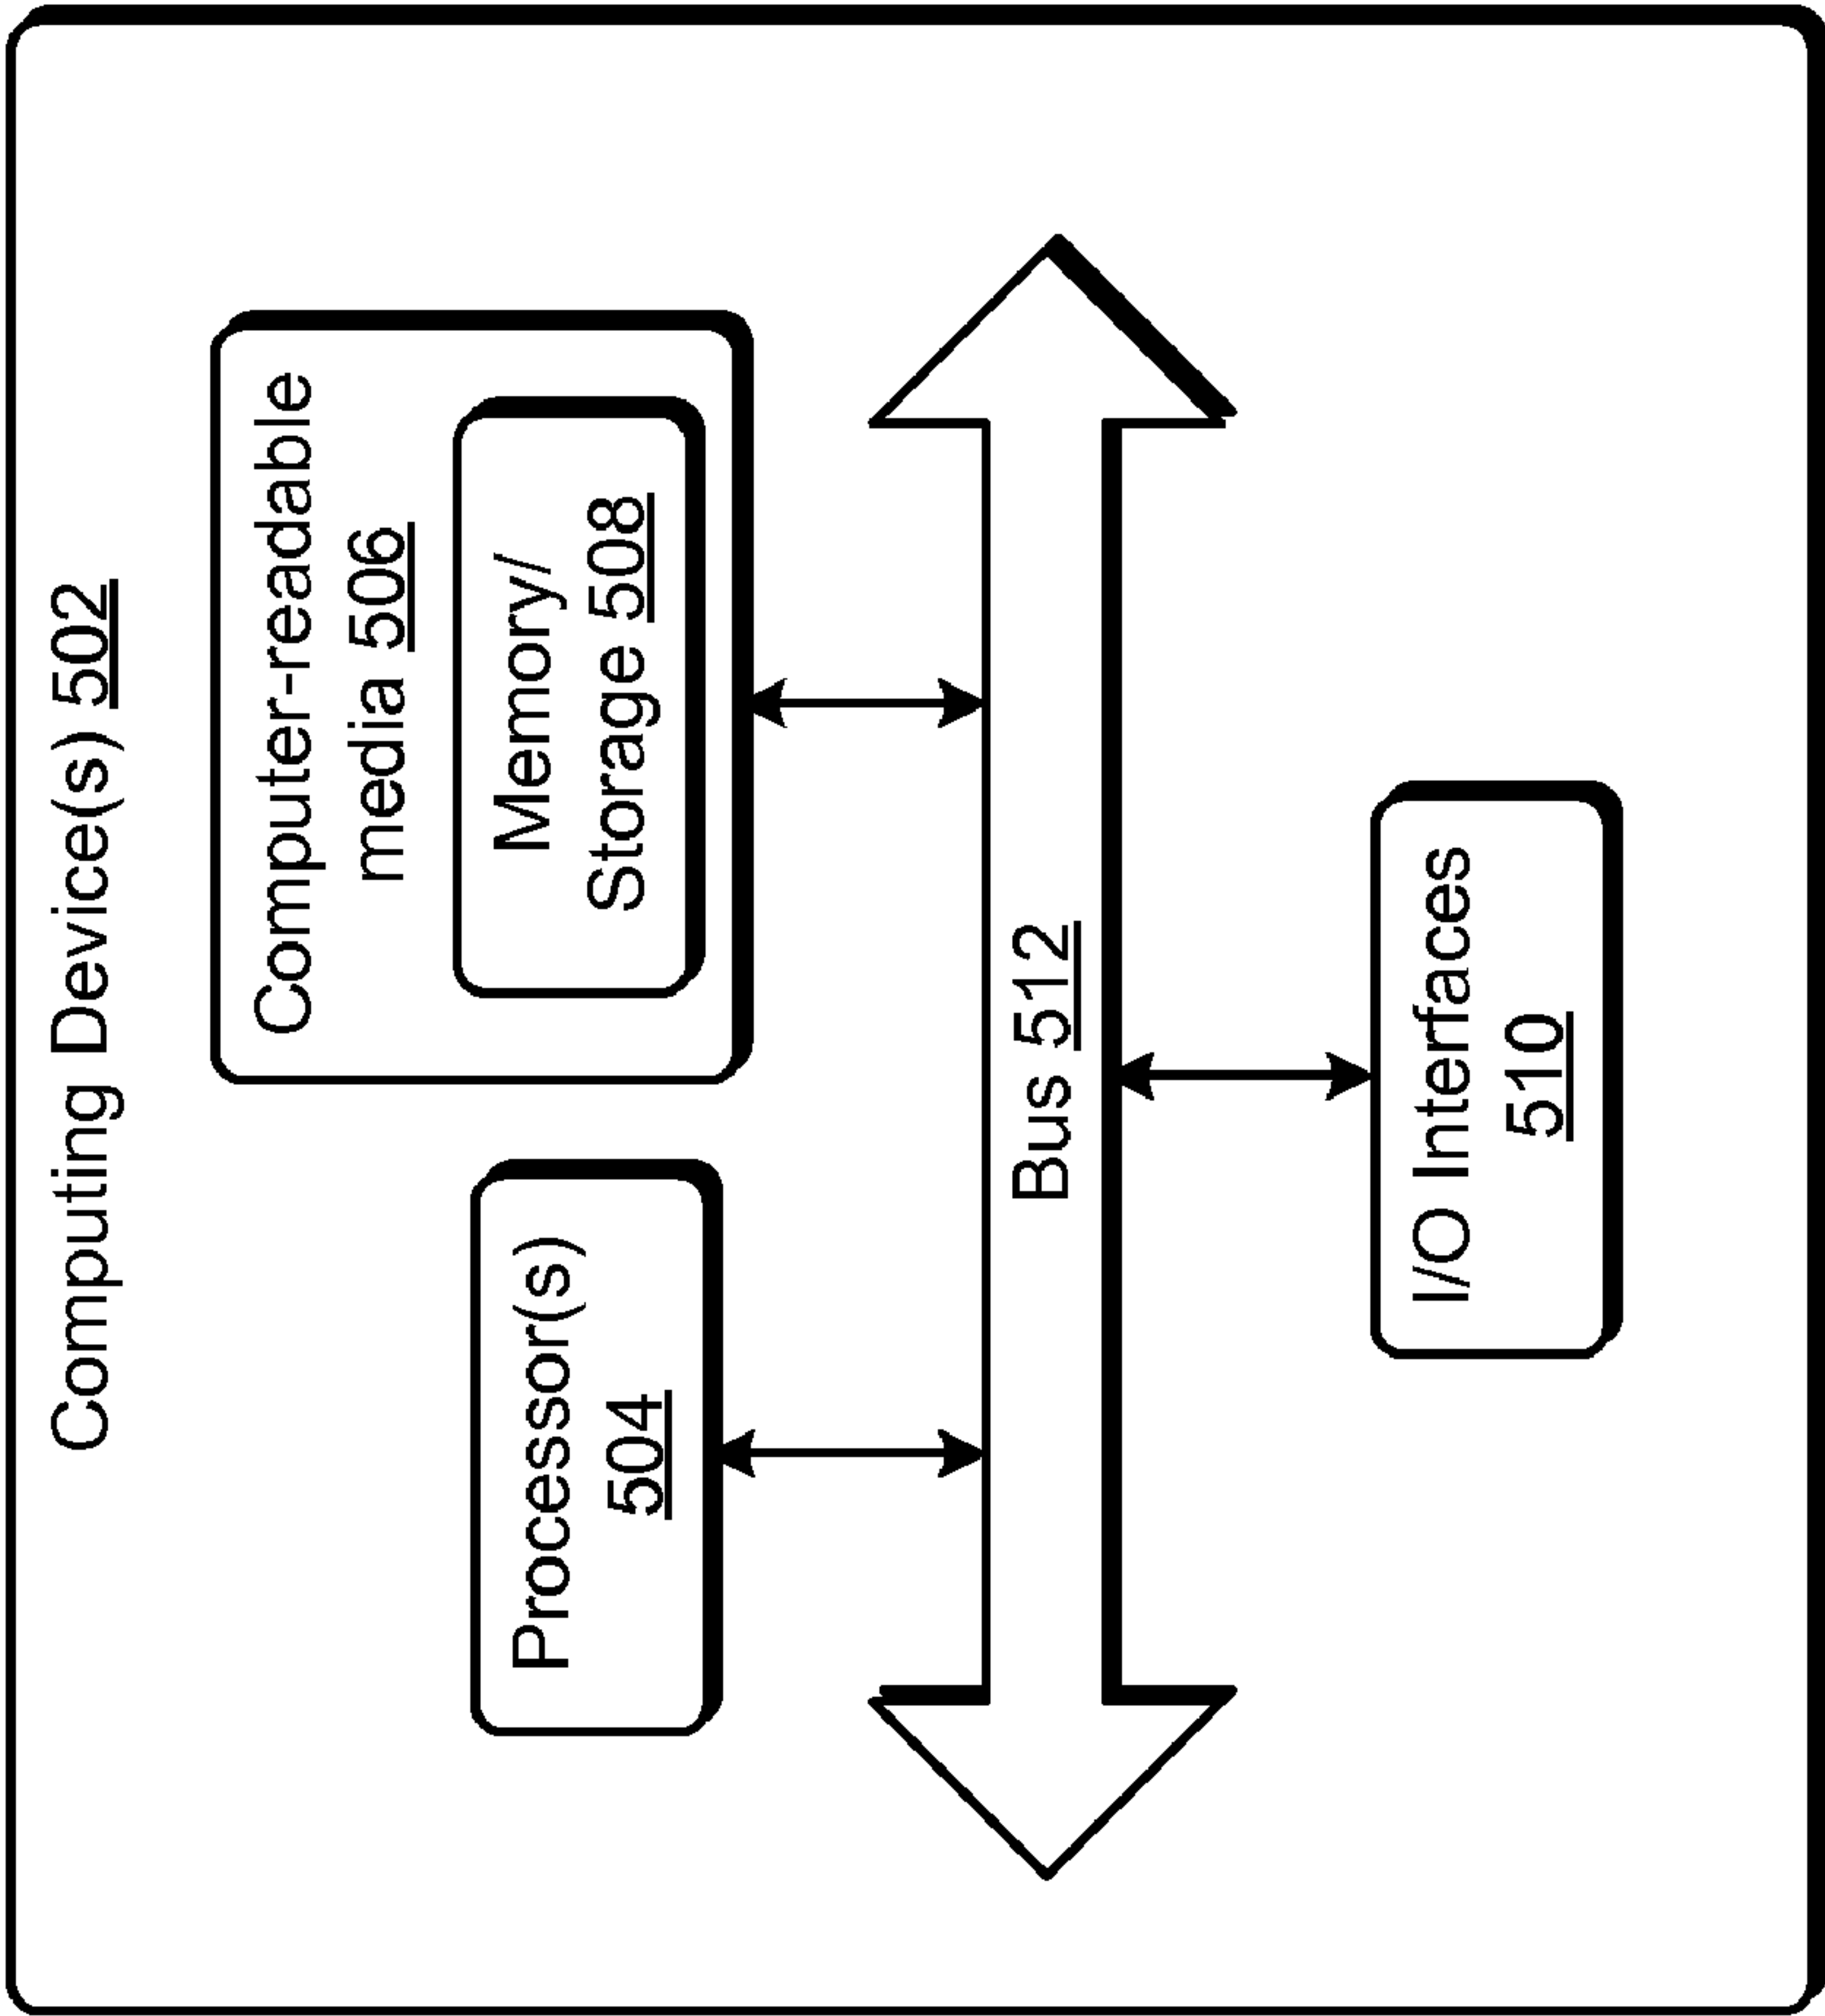 Computing Device(s) 502
Computer-readable
media 506
Memory/
Storage 508
Processor(s)
504
Bus 512
I/O Interfaces
510